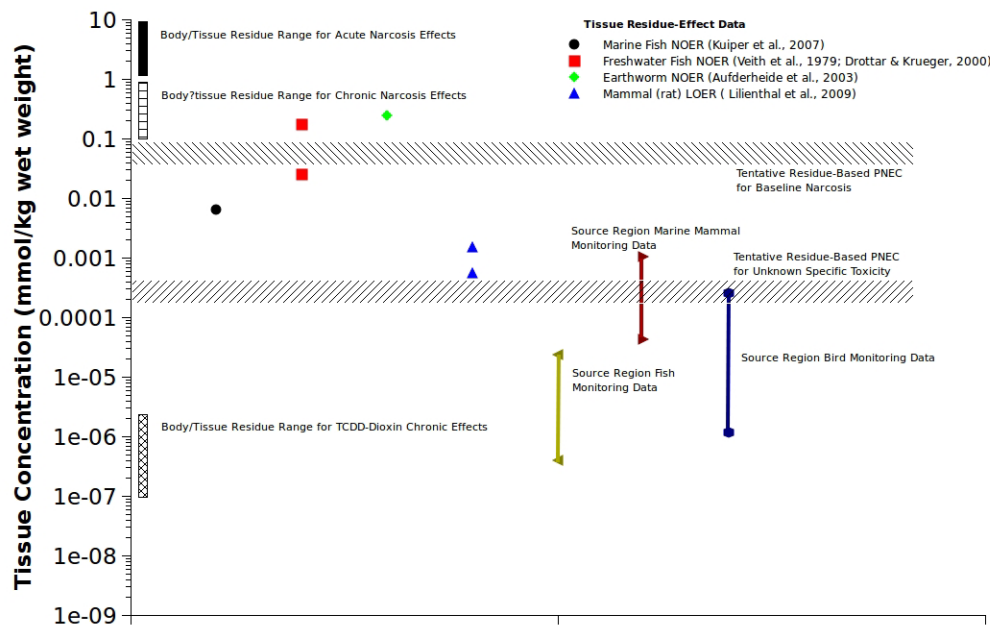 Tissue Concentration (mmol/kg wet weight)
10
1
0.1
0.01
0.001
0.0001
1e-05
1e-06
1e-07
1e-08
1e-09
Body/Tissue Residue Range for Acute Narcosis Effects
Body?tissue Residue Range for Chronic Narcosis Effects
Tissue Residue-Effect Data
Marine Fish NOER (Kuiper et al., 2007)
Freshwater Fish NOER (Veith et al., 1979; Drottar & Krueger, 2000)
Earthworm NOER (Aufderheide et al., 2003)
Mammal (rat) LOER ( Lilienthal et al., 2009)
Tentative Residue-Based PNEC
for Baseline Narcosis
Source Region Marine Mammal
Monitoring Data
Tentative Residue-Based PNEC
for Unknown Specific Toxicity
Source Region Bird Monitoring Data
Source Region Fish
Monitoring Data
Body/Tissue Residue Range for TCDD-Dioxin Chronic Effects